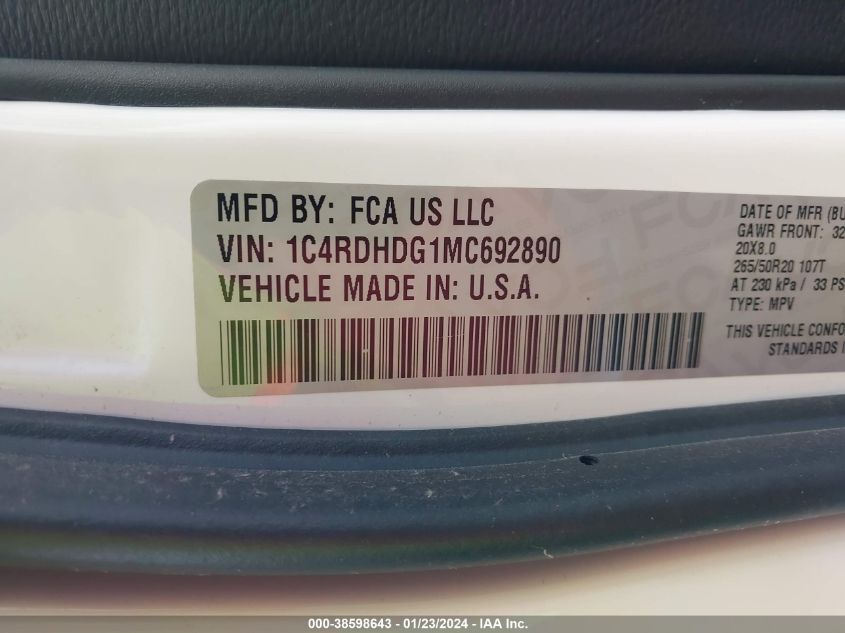 MFD BY: FCA US LLC
VIN: 1C4RDHDG1MC692890
VEHICLE MADE IN: U.S.A.
DATE OF MFR (BU
GAWR FRONT: 32
20X8.0
265/50R20 107T
AT 230 kPa / 33 PS
TYPE: MPV
THIS VEHICLE CONFO
STANDARDS I
000-38598643 - 01/23/2024 - IAA Inc.